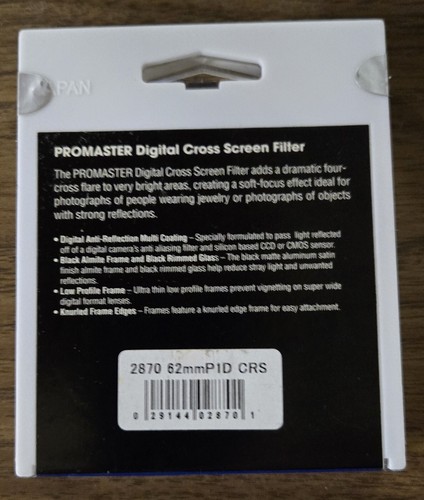 JAPAN
PROMASTER Digital Cross Screen Filter
The PROMASTER Digital Cross Screen Filter adds a dramatic four-
cross flare to very bright areas, creating a soft-focus effect ideal for
photographs of people wearing jewelry or photographs of objects
with strong reflections.
• Digital Anti-Reflection Multi Coating – Specially formulated to pass light reflected
off of a digital camera's anti aliasing filter and silicon based CCD or CMOS sensor.
• Black Almite Frame and Black Rimmed Glass – The black matte aluminum satin
finish almite frame and black rimmed glass help reduce stray light and unwanted
reflections.
• Low Profile Frame – Ultra thin low profile frames prevent vignetting on super wide
digital format lenses.
• Knurled Frame Edges – Frames feature a knurled edge frame for easy attachment.
2870 62mmPID CRS
0 29144 02870 1